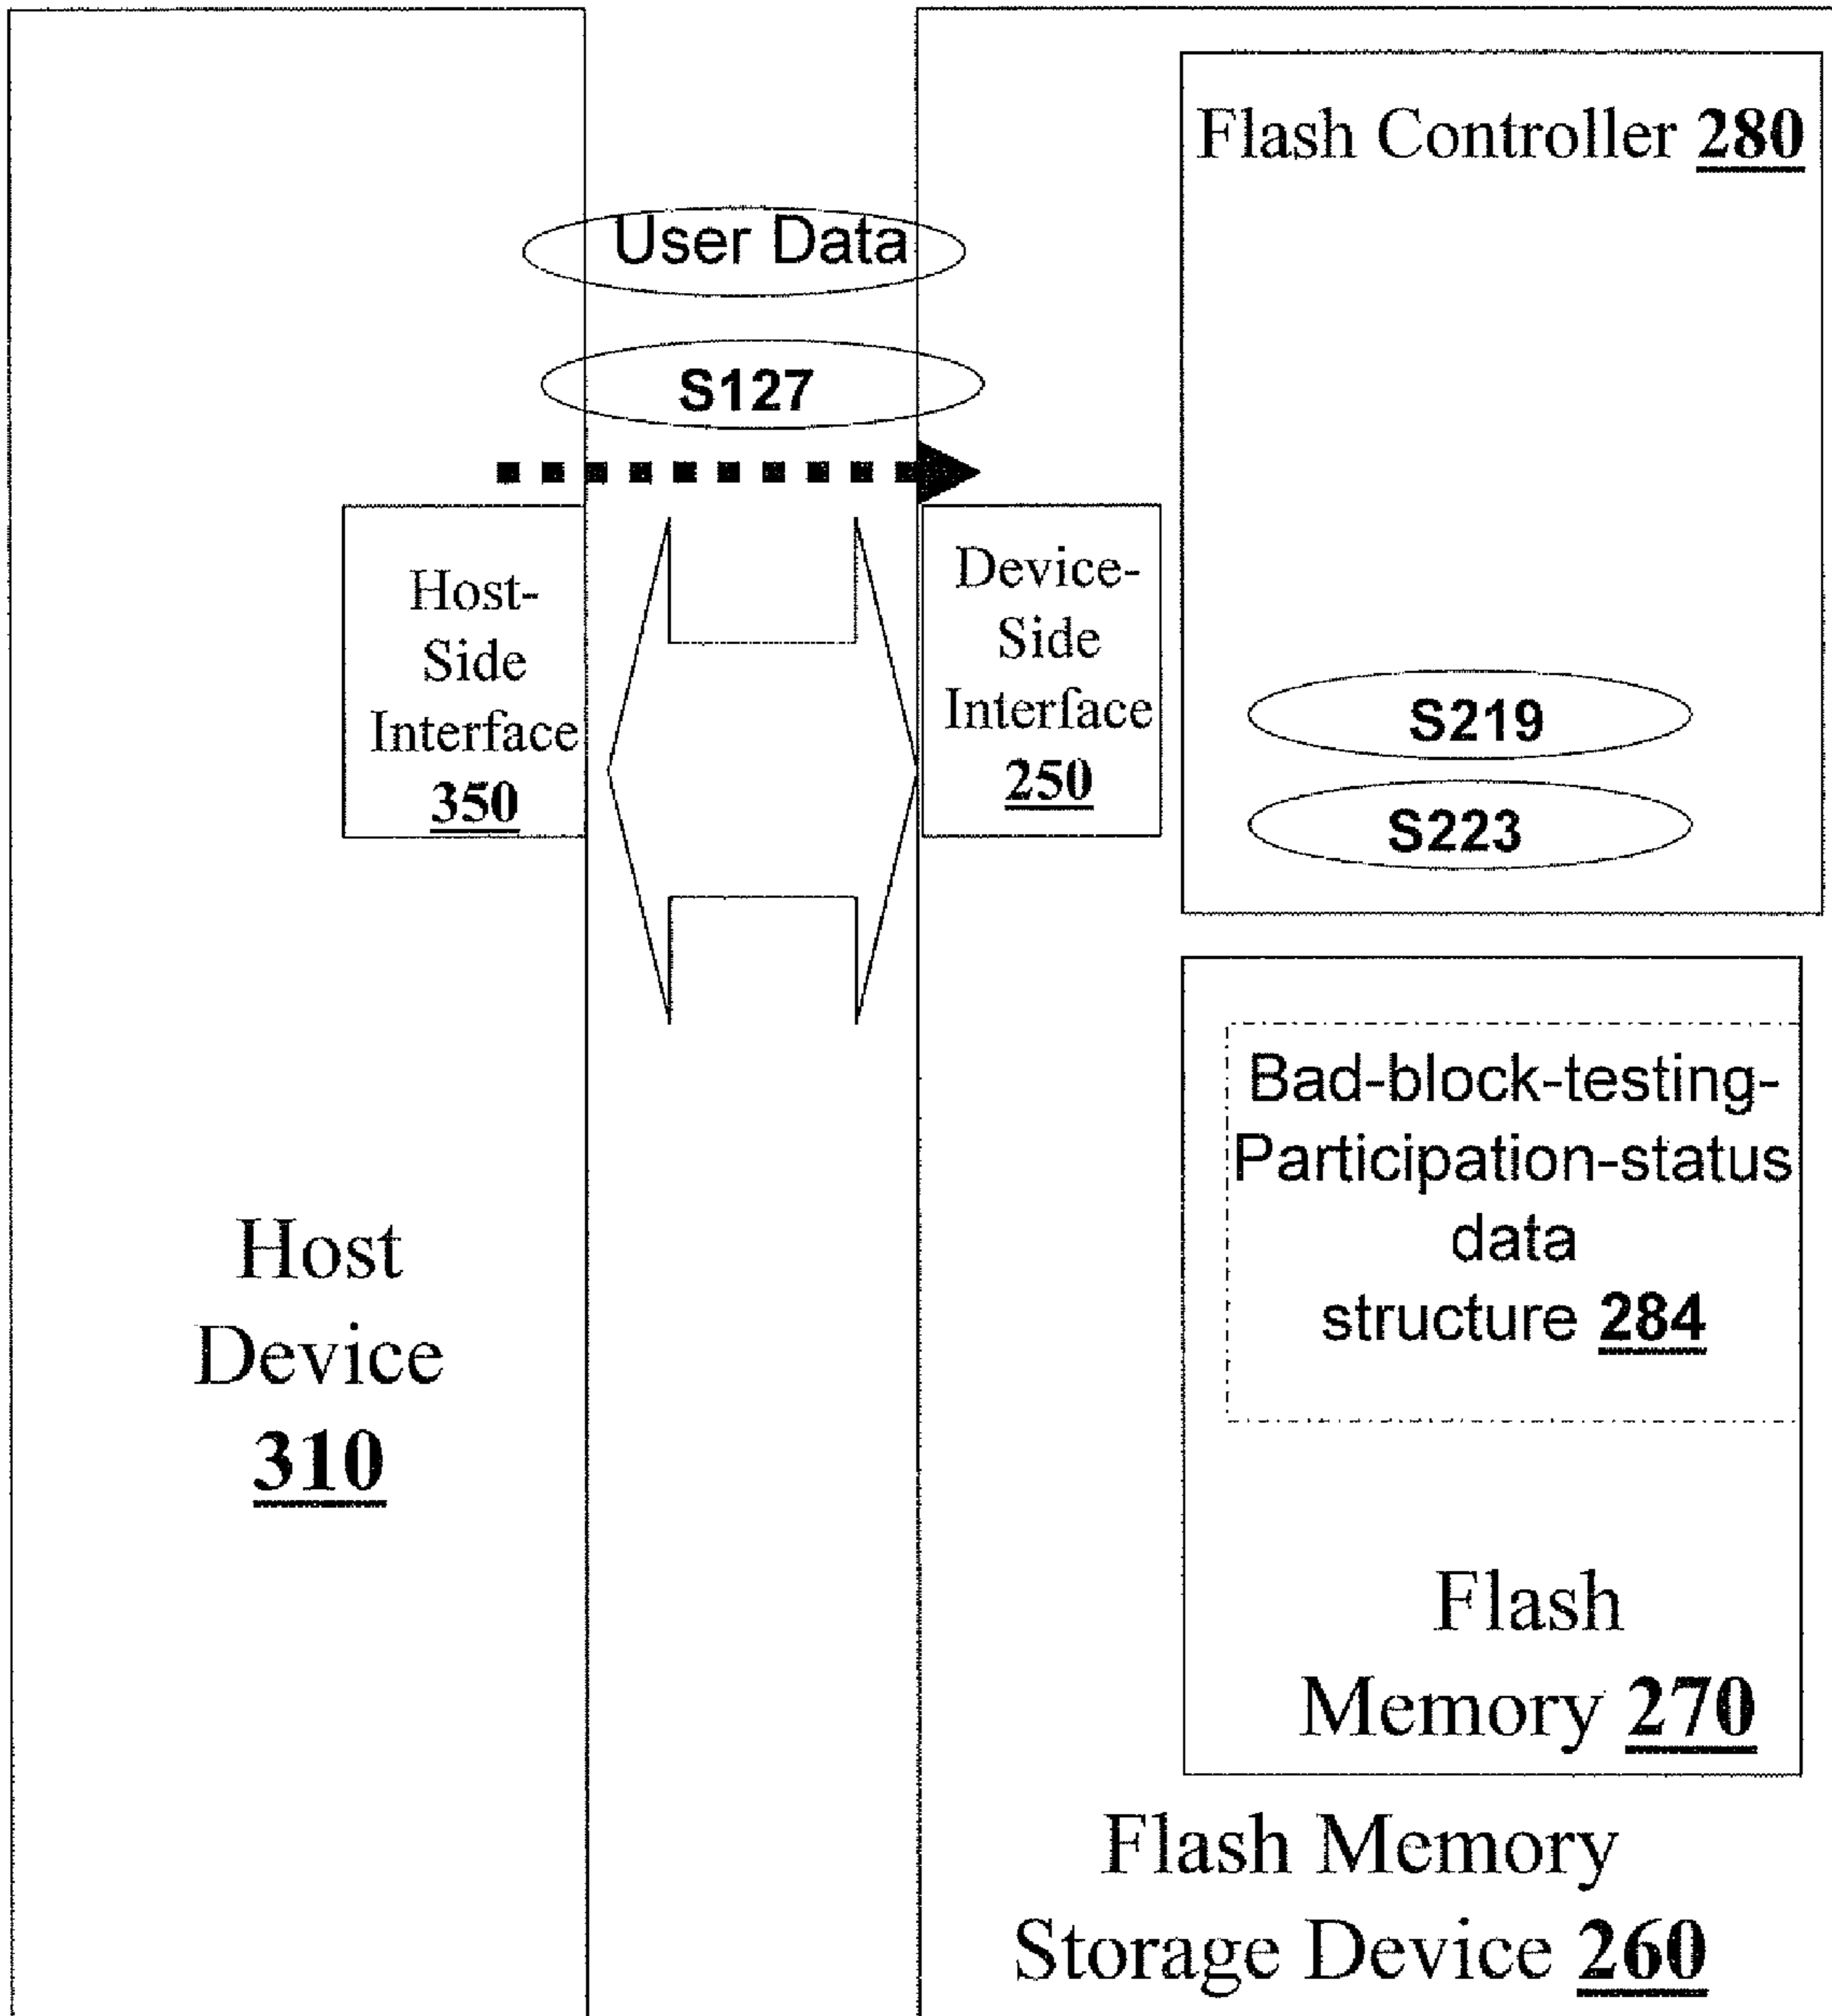 Flash Controller 280
User Data
S127
Host-
Side
Interface
350
Device-
Side
Interface
250
S219
S223
Bad-block-testing-
Participation-status
data
structure 284
Host
Device
310
Flash
Memory 270
Flash Memory
Storage Device 260